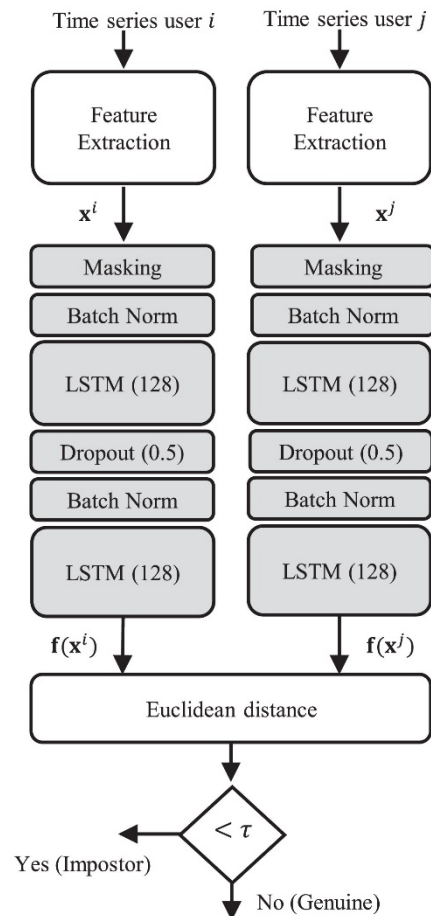 Time series user i
Time series user j
Feature
Extraction
Feature
Extraction
x^i
x^j
Masking
Masking
Batch Norm
Batch Norm
LSTM (128)
LSTM (128)
Dropout (0.5)
Dropout (0.5)
Batch Norm
Batch Norm
LSTM (128)
LSTM (128)
f(x^i)
f(x^j)
Euclidean distance
< τ
Yes (Impostor)
No (Genuine)